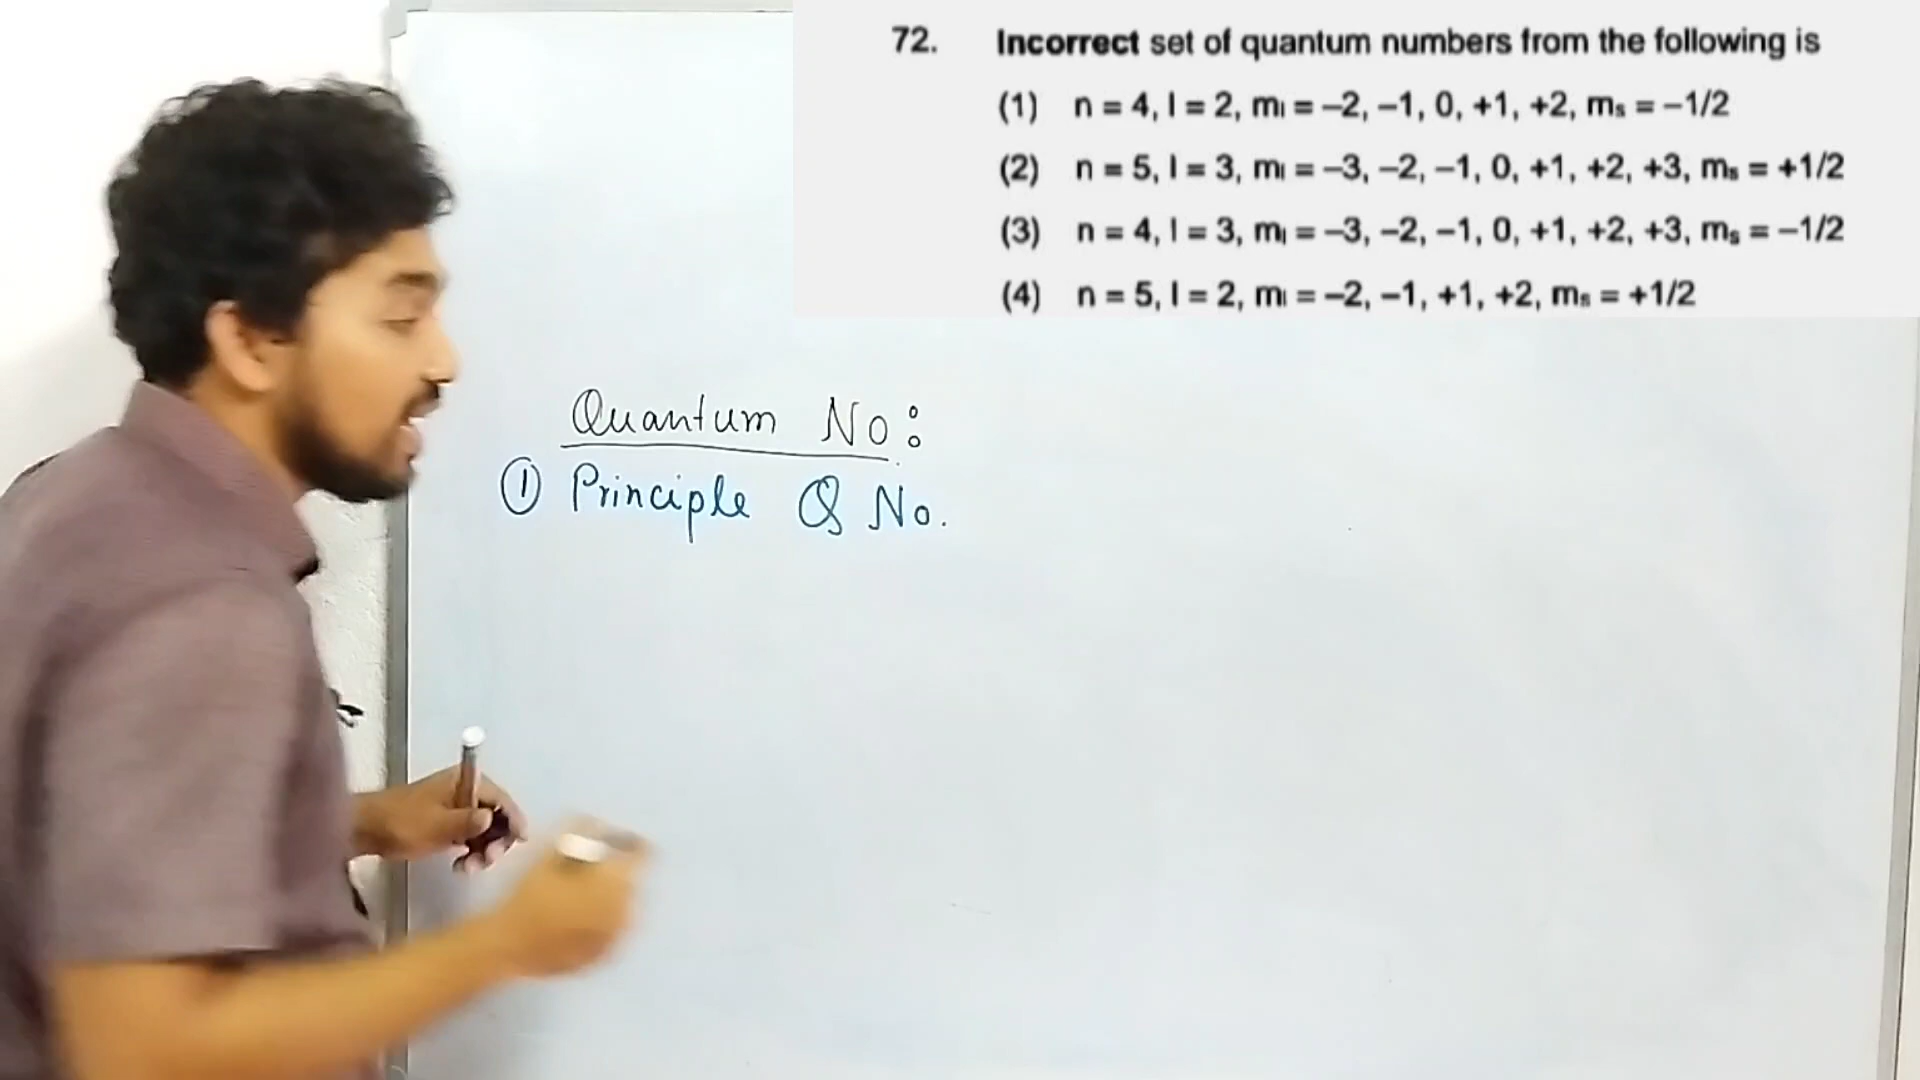 72. Incorrect set of quantum numbers from the following is
(1) n = 4, l = 2, mₗ = –2, –1, 0, +1, +2, mₛ = –1/2
(2) n = 5, l = 3, mₗ = –3, –2, –1, 0, +1, +2, +3, mₛ = +1/2
(3) n = 4, l = 3, mₗ = –3, –2, –1, 0, +1, +2, +3, mₛ = –1/2
(4) n = 5, l = 2, mₗ = –2, –1, +1, +2, mₛ = +1/2
Quantum No:
① Principle Q No.